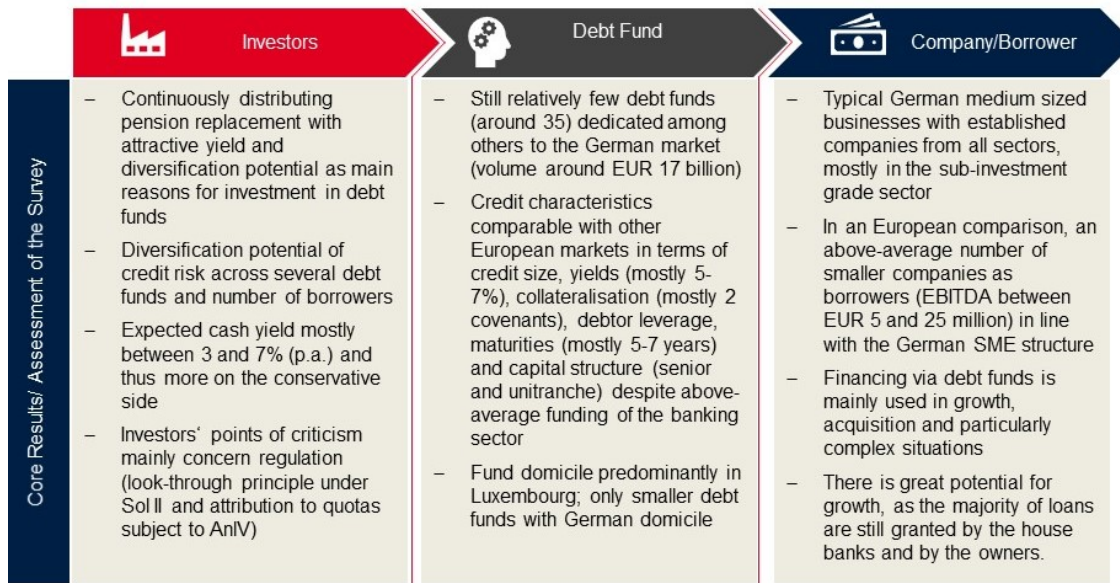 Investors
Debt Fund
Company/Borrower
Core Results/ Assessment of the Survey
– Continuously distributing
pension replacement with
attractive yield and
diversification potential as main
reasons for investment in debt
funds
– Diversification potential of
credit risk across several debt
funds and number of borrowers
– Expected cash yield mostly
between 3 and 7% (p.a.) and
thus more on the conservative
side
– Investors‘ points of criticism
mainly concern regulation
(look-through principle under
Sol II and attribution to quotas
subject to AnlV)
– Still relatively few debt funds
(around 35) dedicated among
others to the German market
(volume around EUR 17 billion)
– Credit characteristics
comparable with other
European markets in terms of
credit size, yields (mostly 5-
7%), collateralisation (mostly 2
covenants), debtor leverage,
maturities (mostly 5-7 years)
and capital structure (senior
and unitranche) despite above-
average funding of the banking
sector
– Fund domicile predominantly in
Luxembourg; only smaller debt
funds with German domicile
– Typical German medium sized
businesses with established
companies from all sectors,
mostly in the sub-investment
grade sector
– In an European comparison, an
above-average number of
smaller companies as
borrowers (EBITDA between
EUR 5 and 25 million) in line
with the German SME structure
– Financing via debt funds is
mainly used in growth,
acquisition and particularly
complex situations
– There is great potential for
growth, as the majority of loans
are still granted by the house
banks and by the owners.